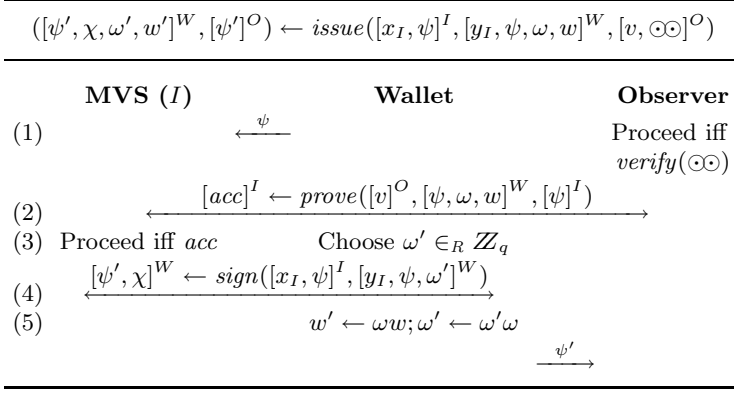 ([ψ′, χ, ω′, w′]^W, [ψ′]^O) ← issue([x_I, ψ]^I, [y_I, ψ, ω, w]^W, [v, ⊙⊙]^O)
MVS (I) Wallet Observer
(1) ψ Proceed iff
verify(⊙⊙)
(2) [acc]^I ← prove([v]^O, [ψ, ω, w]^W, [ψ]^I)
(3) Proceed iff acc Choose ω′ ∈_R ℤ_q
(4) [ψ′, χ]^W ← sign([x_I, ψ]^I, [y_I, ψ, ω′]^W)
(5) w′ ← ωw; ω′ ← ω′ω
ψ′